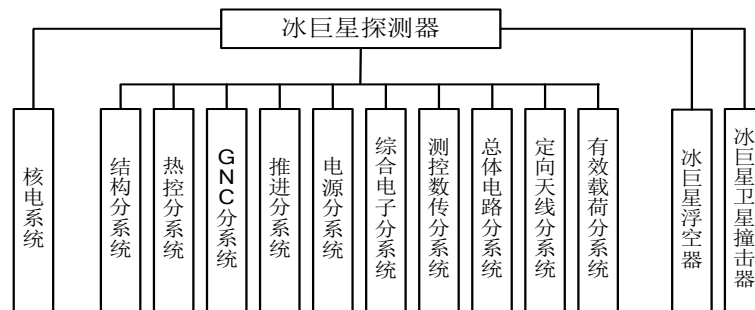 冰巨星探测器
核电系统
结构分系统
热控分系统
GNC分系统
推进分系统
电源分系统
综合电子分系统
测控数传分系统
总体电路分系统
定向天线分系统
有效载荷分系统
冰巨星浮空器
冰巨星卫星撞击器